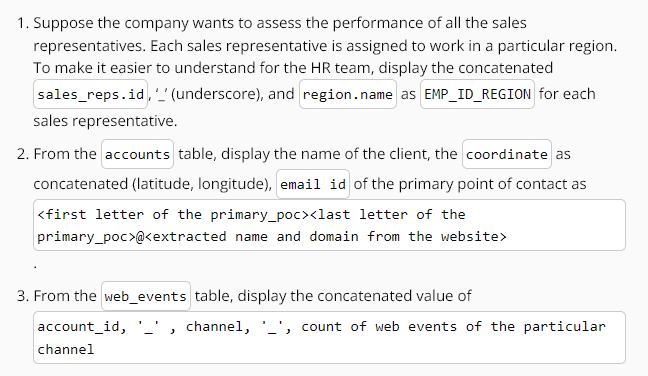 1. Suppose the company wants to assess the performance of all the sales
representatives. Each sales representative is assigned to work in a particular region.
To make it easier to understand for the HR team, display the concatenated
sales_reps.id, '_' (underscore), and region.name as EMP_ID_REGION for each
sales representative.
2. From the accounts table, display the name of the client, the coordinate as
concatenated (latitude, longitude), email id of the primary point of contact as
<first letter of the primary_poc><last letter of the
primary_poc>@<extracted name and domain from the website>
.
3. From the web_events table, display the concatenated value of
account_id, '_' , channel, '_', count of web events of the particular
channel